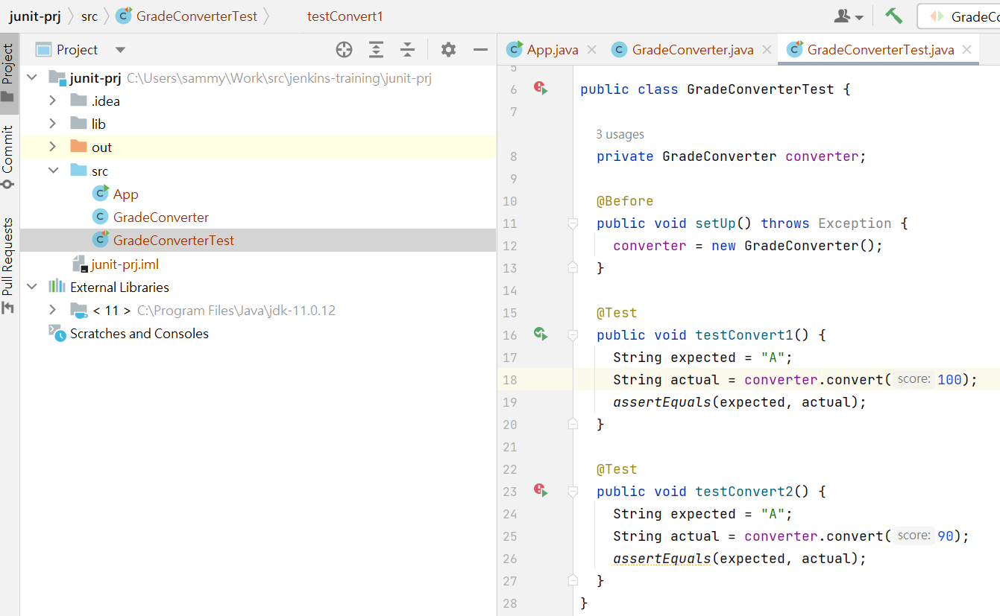 junit-prj src GradeConverterTest testConvert1 GradeCo
Project
Commit
Pull Requests
Project
junit-prj C:\Users\sammy\Work\src\jenkins-training\junit-prj
.idea
lib
out
src
App
GradeConverter
GradeConverterTest
junit-prj.iml
External Libraries
< 11 > C:\Program Files\Java\jdk-11.0.12
Scratches and Consoles
App.java GradeConverter.java GradeConverterTest.java
5
6 public class GradeConverterTest {
7
3 usages
8 private GradeConverter converter;
9
10 @Before
11 public void setUp() throws Exception {
12 converter = new GradeConverter();
13 }
14
15 @Test
16 public void testConvert1() {
17 String expected = "A";
18 String actual = converter.convert( score: 100);
19 assertEquals(expected, actual);
20 }
21
22 @Test
23 public void testConvert2() {
24 String expected = "A";
25 String actual = converter.convert( score: 90);
26 assertEquals(expected, actual);
27 }
28 }